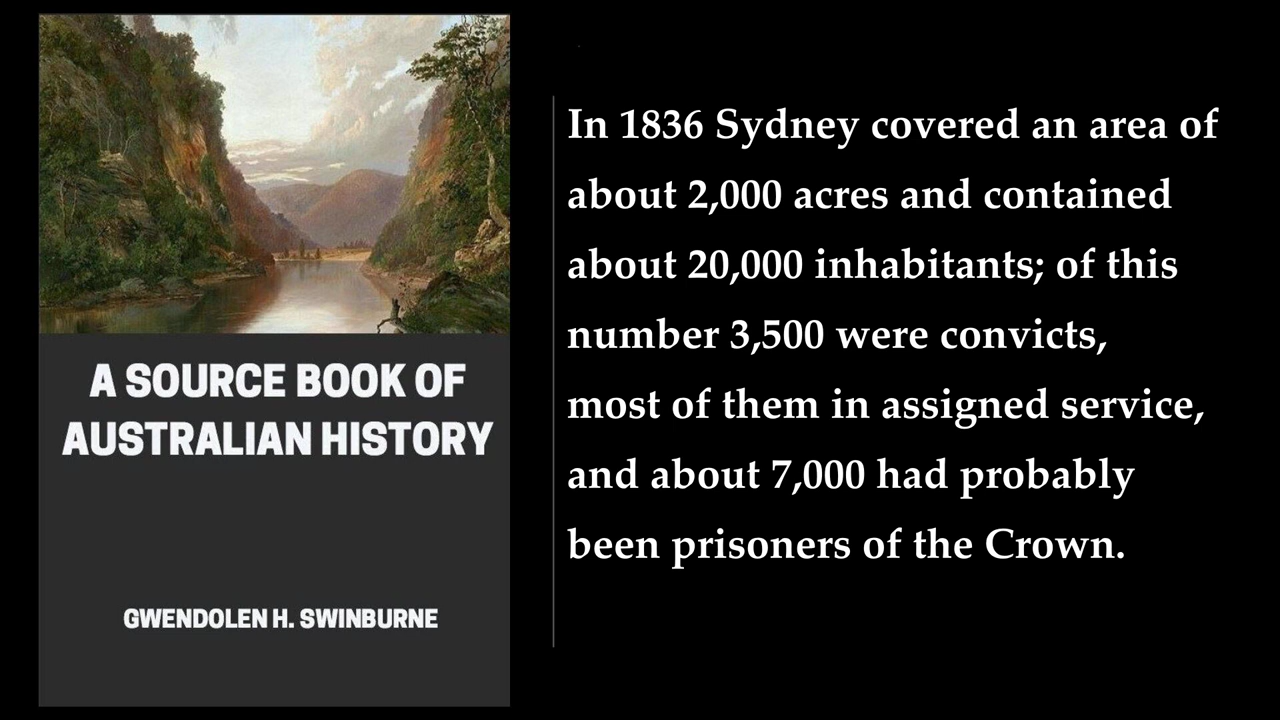 A SOURCE BOOK OF
AUSTRALIAN HISTORY
GWENDOLEN H. SWINBURNE
In 1836 Sydney covered an area of
about 2,000 acres and contained
about 20,000 inhabitants; of this
number 3,500 were convicts,
most of them in assigned service,
and about 7,000 had probably
been prisoners of the Crown.